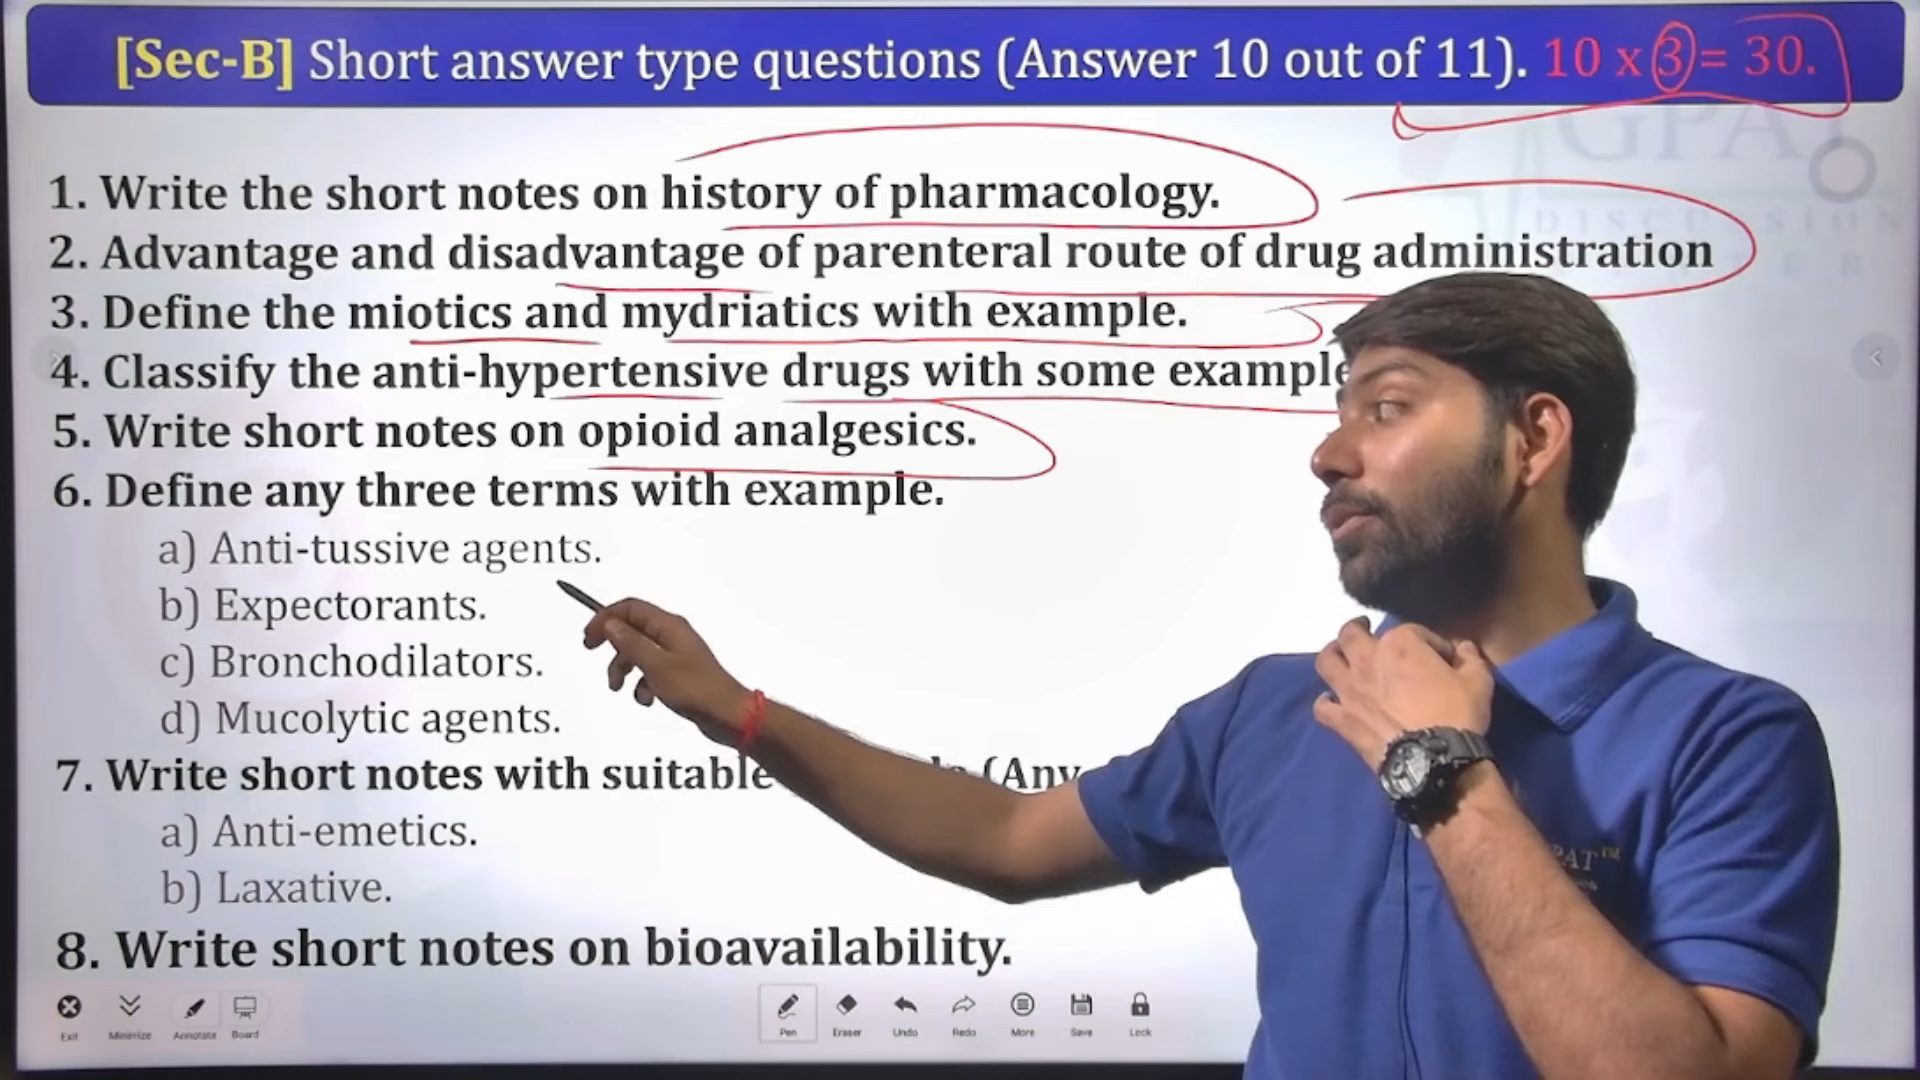 [Sec-B] Short answer type questions (Answer 10 out of 11). 10 x 3 = 30.
GPAT
DISCUSSION
1. Write the short notes on history of pharmacology.
2. Advantage and disadvantage of parenteral route of drug administration
3. Define the miotics and mydriatics with example.
4. Classify the anti-hypertensive drugs with some example
5. Write short notes on opioid analgesics.
6. Define any three terms with example.
a) Anti-tussive agents.
b) Expectorants.
c) Bronchodilators.
d) Mucolytic agents.
7. Write short notes with suitable (Any
a) Anti-emetics.
b) Laxative.
8. Write short notes on bioavailability.
PAT™
Exit Minimize Annotate Board Pen Eraser Undo Redo More Save Lock